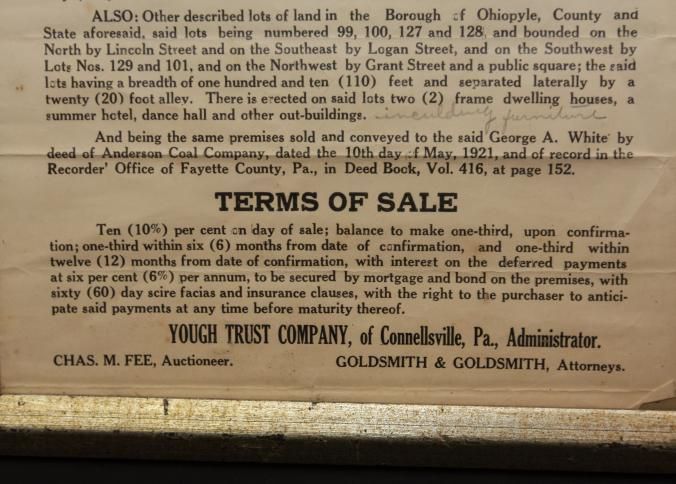 ALSO: Other described lots of land in the Borough of Ohiopyle, County and
State aforesaid, said lots being numbered 99, 100, 127 and 128, and bounded on the
North by Lincoln Street and on the Southeast by Logan Street, and on the Southwest by
Lots Nos. 129 and 101, and on the Northwest by Grant Street and a public square; the said
lots having a breadth of one hundred and ten (110) feet and separated laterally by a
twenty (20) foot alley. There is erected on said lots two (2) frame dwelling houses, a
summer hotel, dance hall and other out-buildings. inculding furniture
And being the same premises sold and conveyed to the said George A. White by
deed of Anderson Coal Company, dated the 10th day of May, 1921, and of record in the
Recorder' Office of Fayette County, Pa., in Deed Book, Vol. 416, at page 152.
TERMS OF SALE
Ten (10%) per cent on day of sale; balance to make one-third, upon confirma-
tion; one-third within six (6) months from date of confirmation, and one-third within
twelve (12) months from date of confirmation, with interest on the deferred payments
at six per cent (6%) per annum, to be secured by mortgage and bond on the premises, with
sixty (60) day scire facias and insurance clauses, with the right to the purchaser to antici-
pate said payments at any time before maturity thereof.
YOUGH TRUST COMPANY, of Connellsville, Pa., Administrator.
CHAS. M. FEE, Auctioneer. GOLDSMITH & GOLDSMITH, Attorneys.